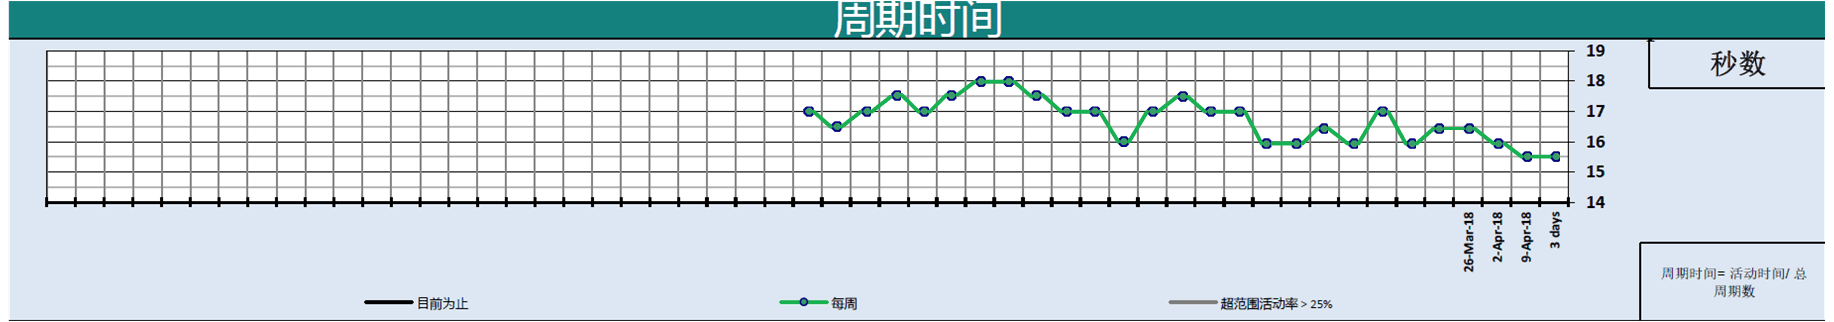 周期时间
19
18
17
16
15
14
秒数
26-Mar-18
2-Apr-18
9-Apr-18
3 days
周期时间= 活动时间/ 总
周期数
目前为止
每周
超范围活动率 > 25%